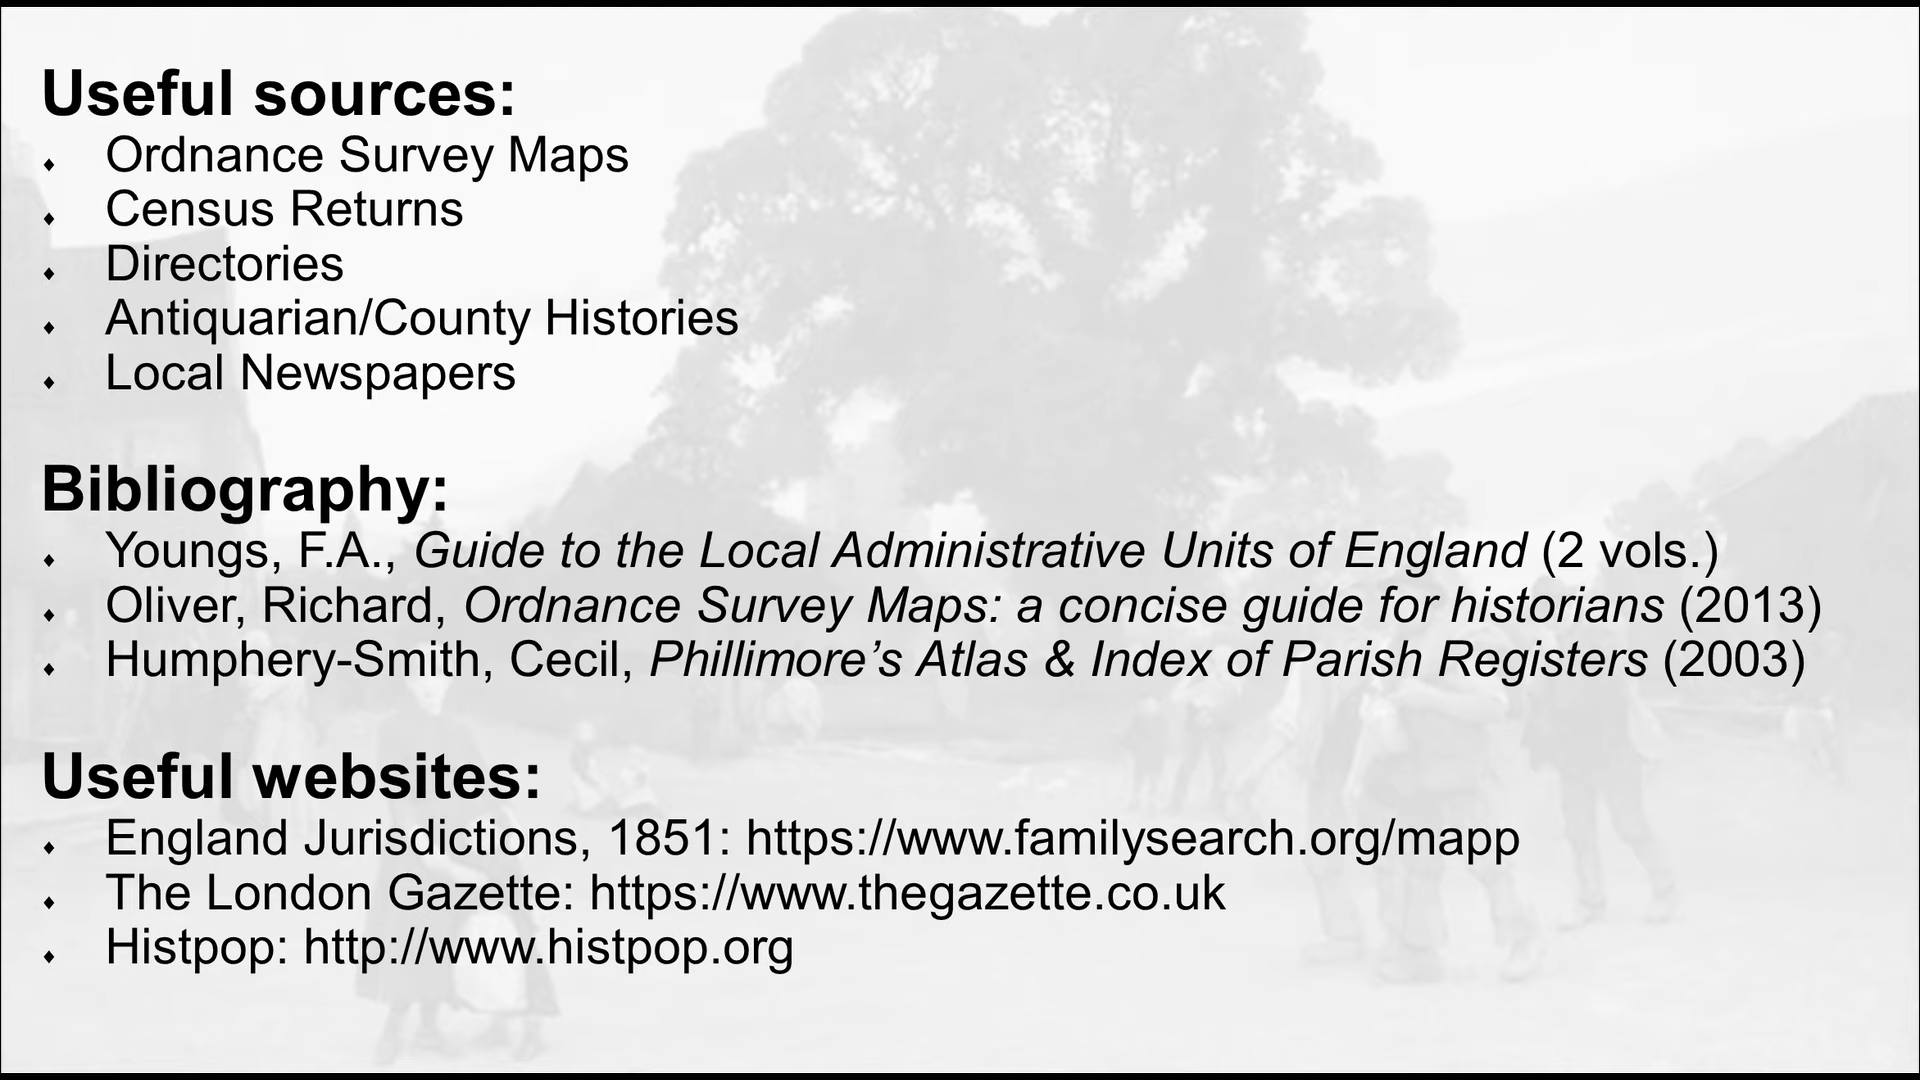 Useful sources:
⬧ Ordnance Survey Maps
⬧ Census Returns
⬧ Directories
⬧ Antiquarian/County Histories
⬧ Local Newspapers
Bibliography:
⬧ Youngs, F.A., Guide to the Local Administrative Units of England (2 vols.)
⬧ Oliver, Richard, Ordnance Survey Maps: a concise guide for historians (2013)
⬧ Humphery-Smith, Cecil, Phillimore’s Atlas & Index of Parish Registers (2003)
Useful websites:
⬧ England Jurisdictions, 1851: https://www.familysearch.org/mapp
⬧ The London Gazette: https://www.thegazette.co.uk
⬧ Histpop: http://www.histpop.org